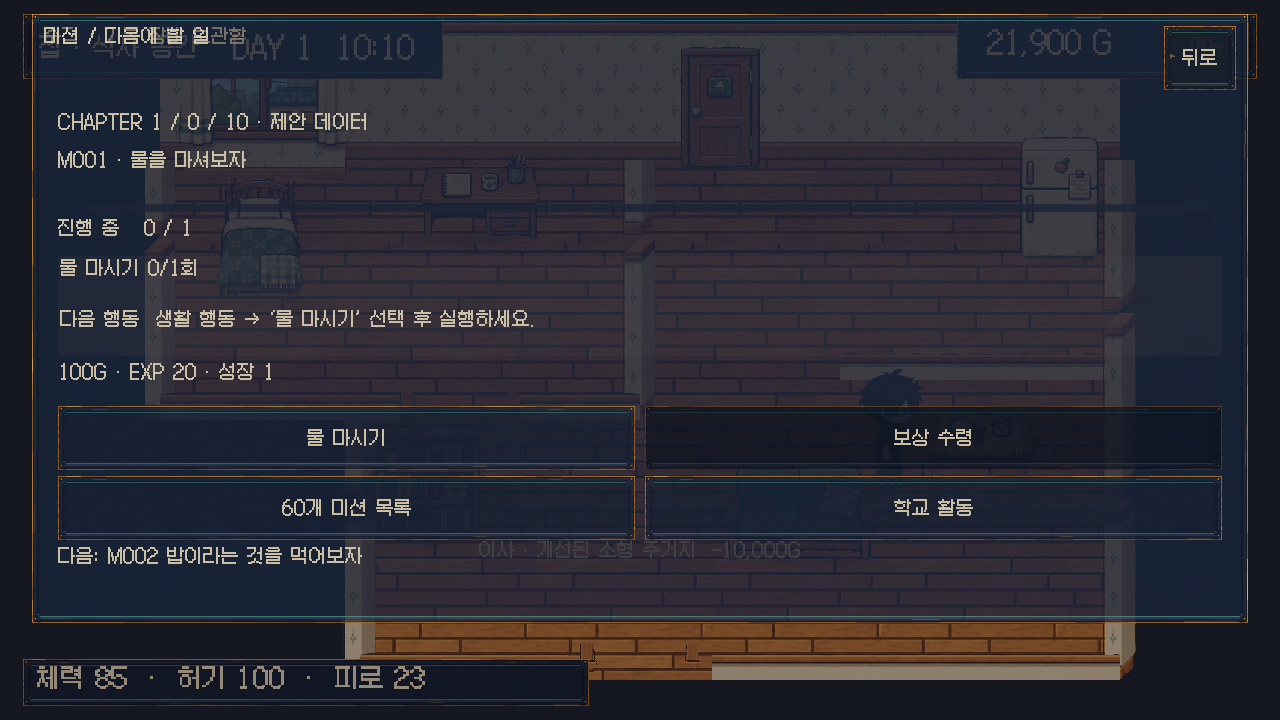 미션 / 다음에 할 일
집 · 식사 공간 DAY 1 10:10
21,900 G
뒤로
CHAPTER 1 / 0 / 10 · 제안 데이터
M001 · 물을 마셔보자
진행 중 0 / 1
물 마시기 0/1회
다음 행동 생활 행동 → ‘물 마시기’ 선택 후 실행하세요.
100G · EXP 20 · 성장 1
물 마시기
보상 수령
60개 미션 목록
학교 활동
이사 · 개선된 소형 주거지 -10,000G
다음: M002 밥이라는 것을 먹어보자
체력 85 · 허기 100 · 피로 23